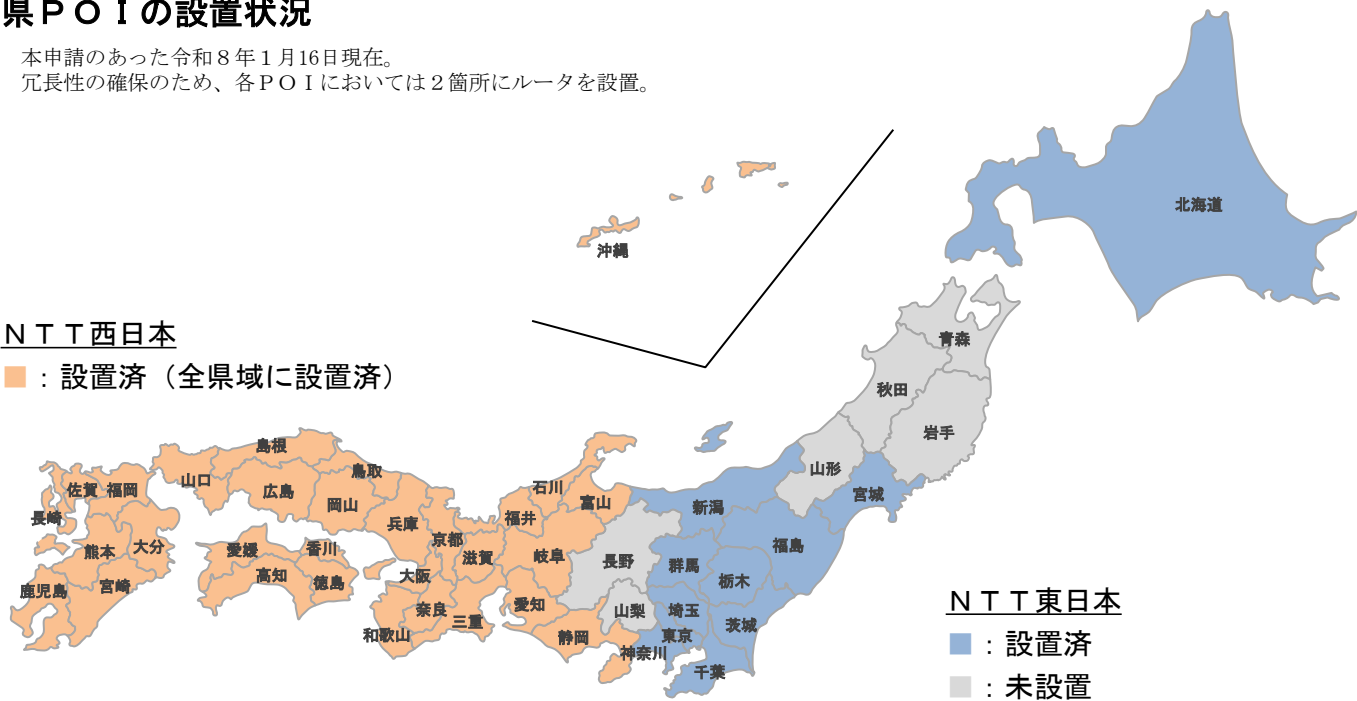 県ＰＯＩの設置状況
本申請のあった令和８年１月16日現在。
冗長性の確保のため、各ＰＯＩにおいては２箇所にルータを設置。
北海道
沖縄
ＮＴＴ西日本
：設置済（全県域に設置済）
青森
秋田
岩手
山形
宮城
島根
鳥取
山口
広島
岡山
佐賀
福岡
長崎
熊本
大分
鹿児島
宮崎
愛媛
香川
高知
徳島
兵庫
京都
滋賀
大阪
奈良
三重
和歌山
石川
富山
福井
岐阜
愛知
静岡
新潟
福島
長野
群馬
栃木
山梨
埼玉
茨城
東京
神奈川
千葉
ＮＴＴ東日本
：設置済
：未設置